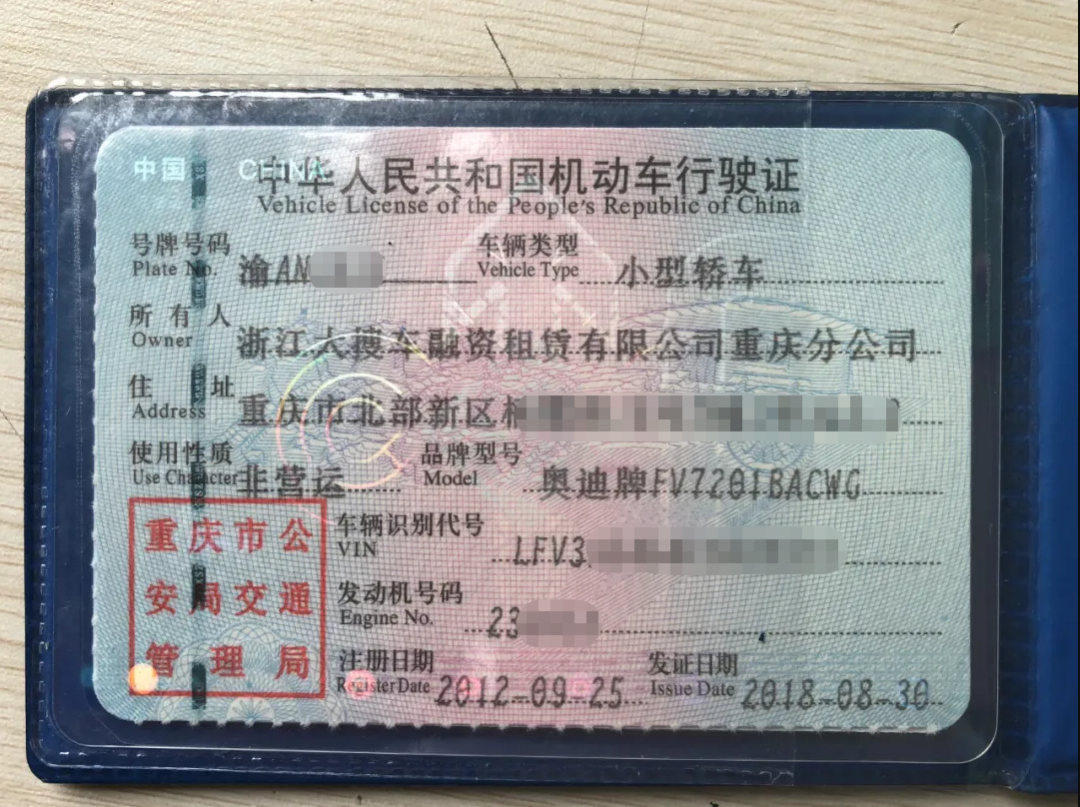 中国 CHINA
中华人民共和国机动车行驶证
Vehicle License of the People's Republic of China
号牌号码 渝AN 车辆类型 小型轿车
Plate No. Vehicle Type
所有人 浙江大搜车融资租赁有限公司重庆分公司
Owner
住址 重庆市北部新区
Address
使用性质 非营运 品牌型号 奥迪牌FV7201BACWG
Use Character Model
重庆市公
安局交通
管理局
车辆识别代号 LFV3
VIN
发动机号码 23
Engine No.
注册日期 2012-09-25 发证日期 2018-08-30
Register Date Issue Date